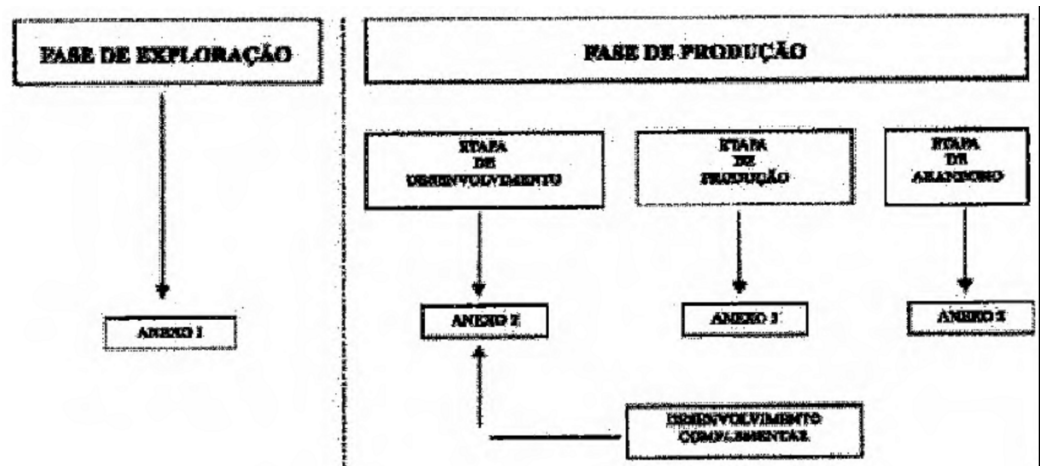 FASE DE EXPLORAÇÃO
FASE DE PRODUÇÃO
ETAPA
DE
DESENVOLVIMENTO
ETAPA
DE
PRODUÇÃO
ETAPA
DE
ABANDONO
ANEXO 1
ANEXO 2
ANEXO
ANEXO
DESENVOLVIMENTO
COMPLEMENTAR